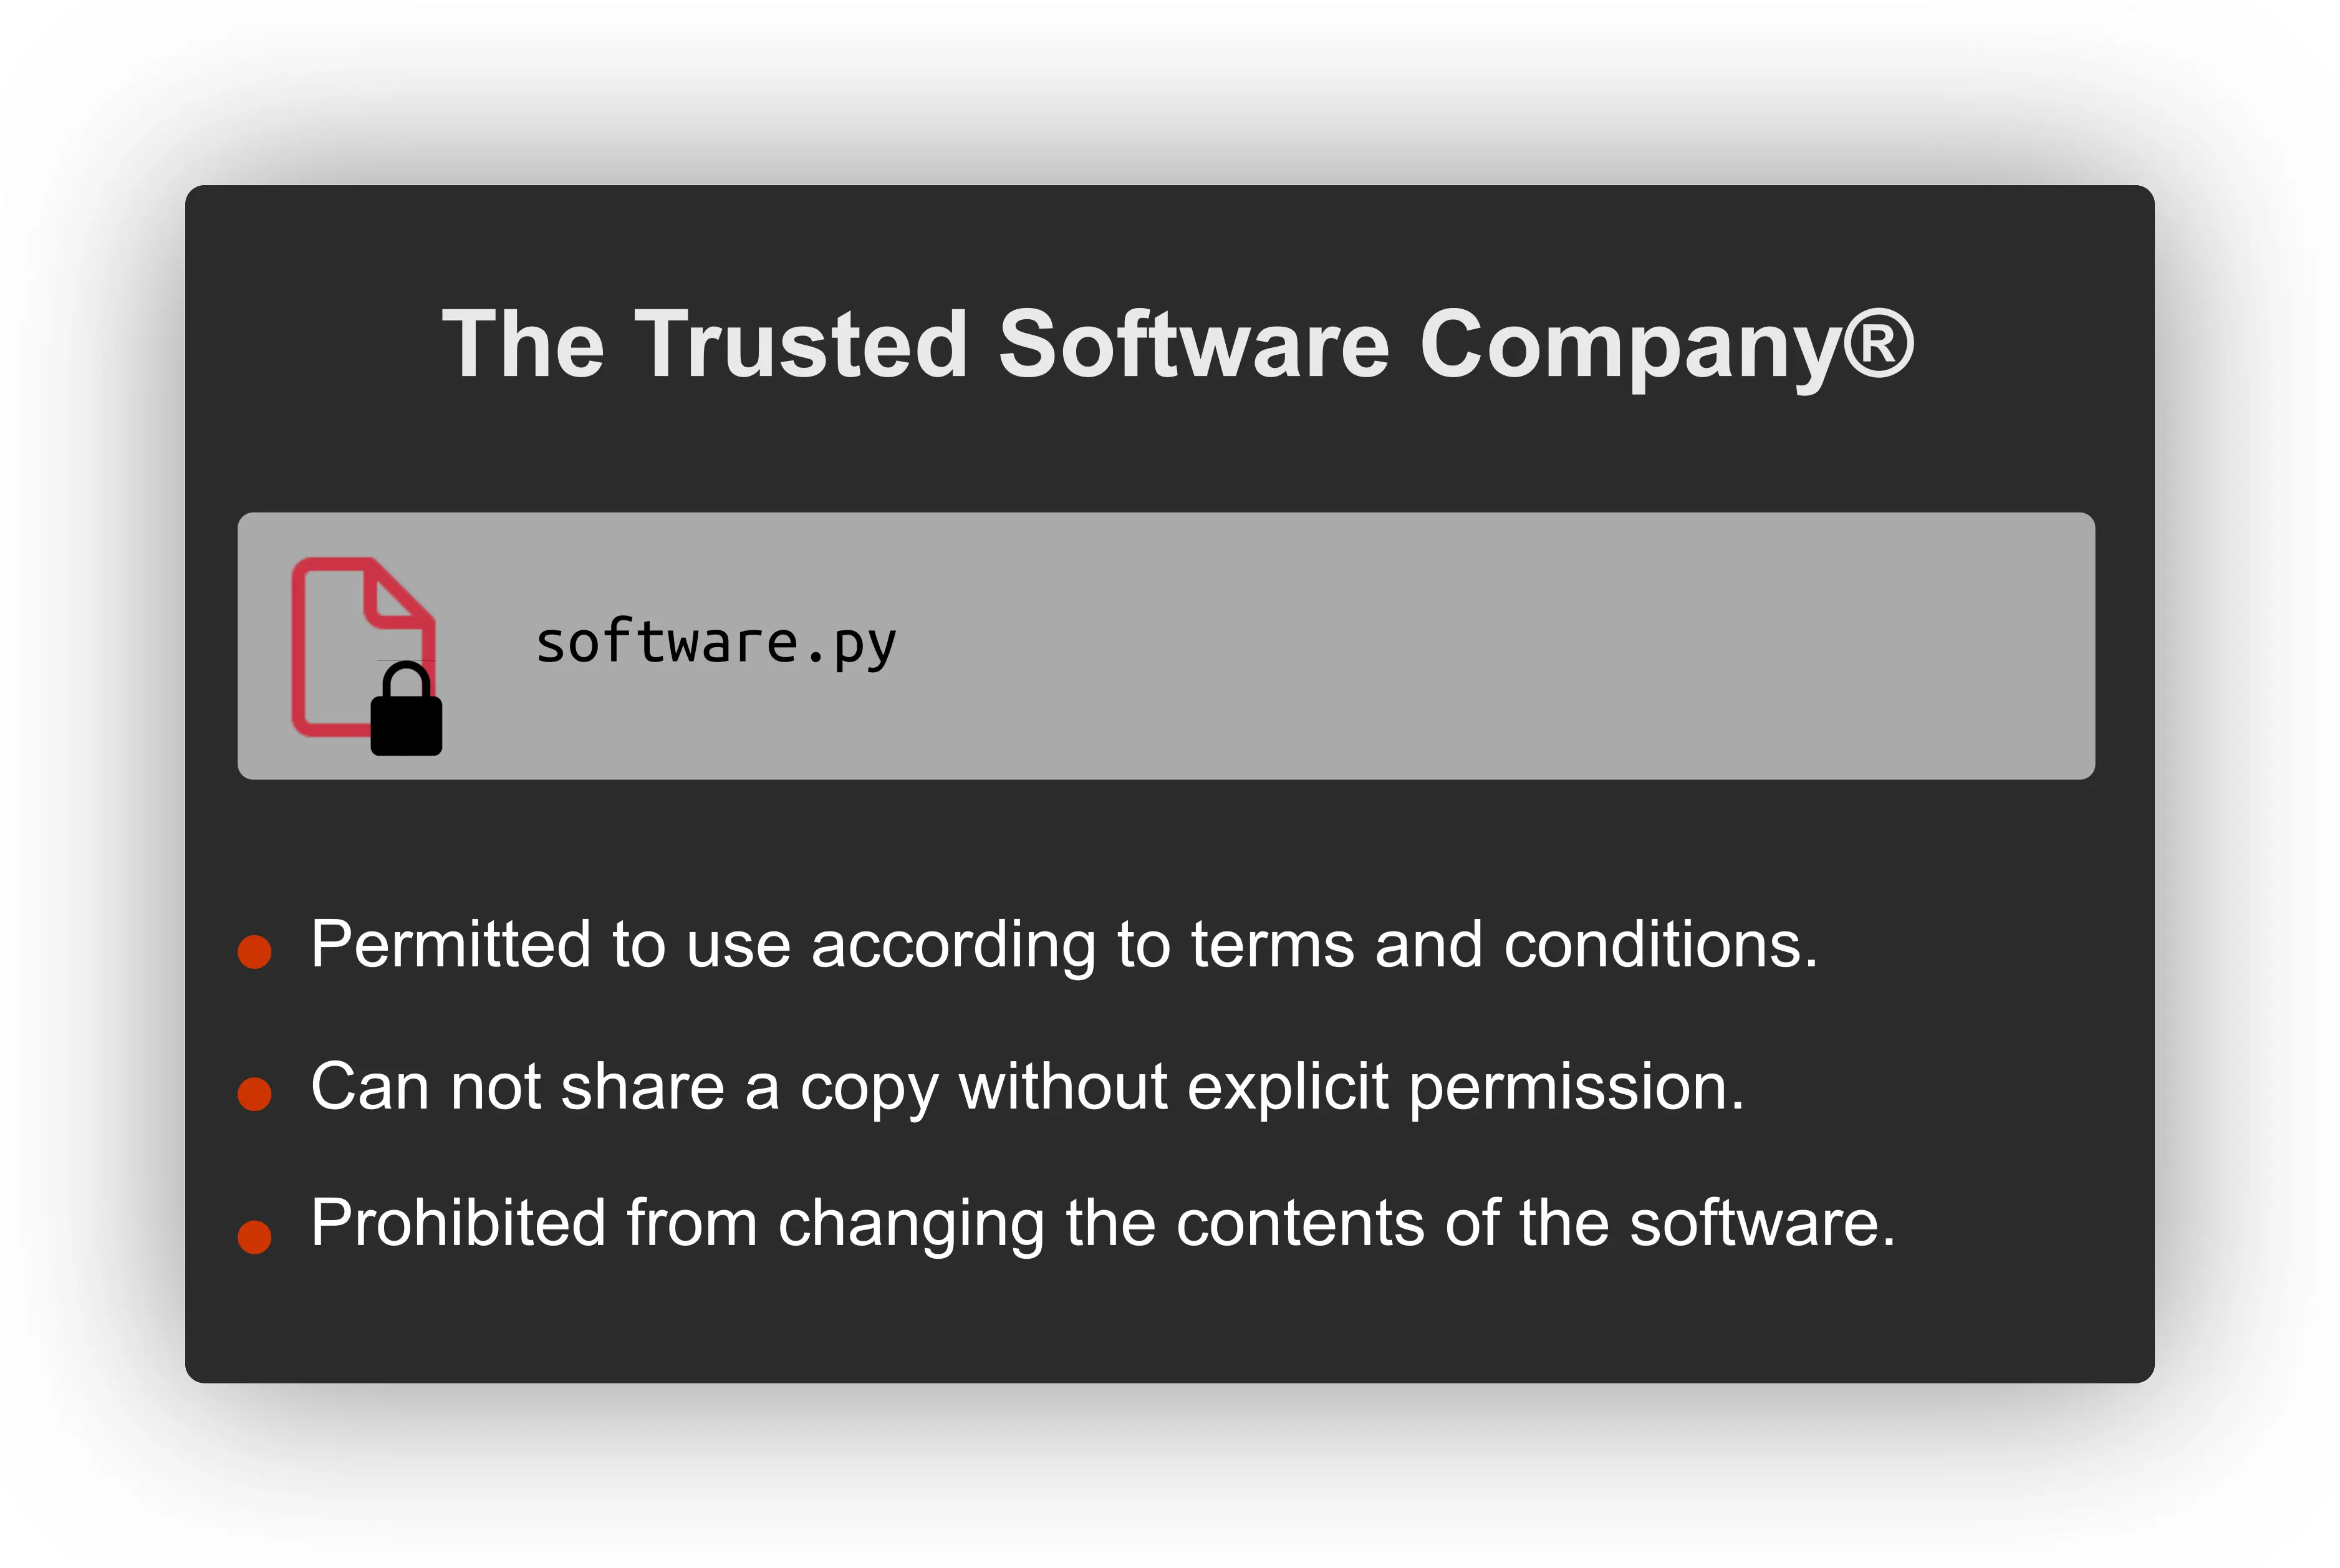 The Trusted Software Company®
software.py
Permitted to use according to terms and conditions.
Can not share a copy without explicit permission.
Prohibited from changing the contents of the software.